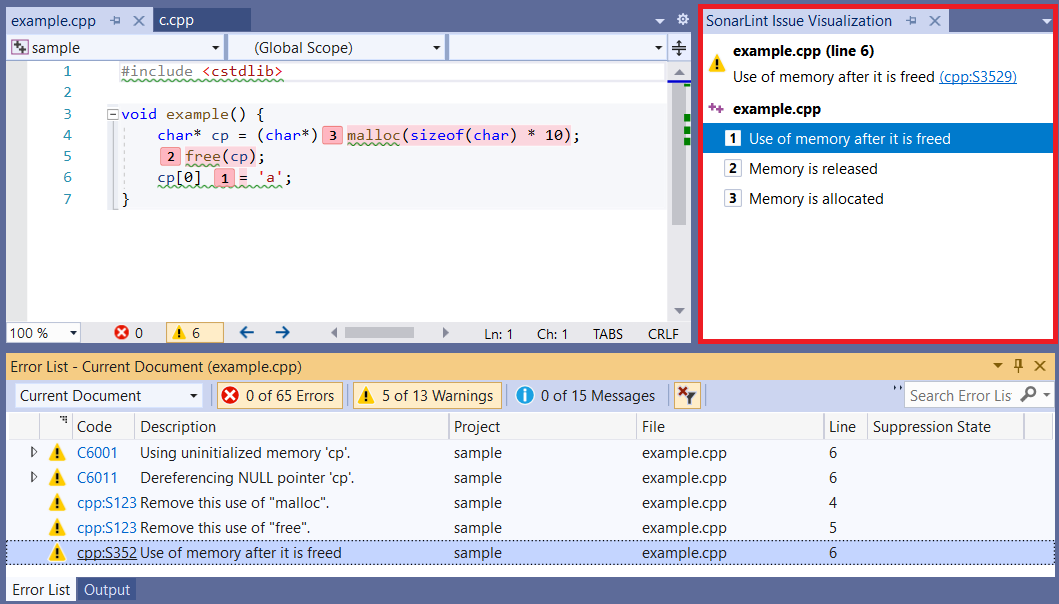 example.cpp
c.cpp
sample
(Global Scope)
1 #include <cstdlib>
2
3 void example() {
4 char* cp = (char*) 3 malloc(sizeof(char) * 10);
5 2 free(cp);
6 cp[0] 1 = 'a';
7 }
100 % 0 6 Ln: 1 Ch: 1 TABS CRLF
SonarLint Issue Visualization
example.cpp (line 6)
Use of memory after it is freed (cpp:S3529)
example.cpp
1 Use of memory after it is freed
2 Memory is released
3 Memory is allocated
Error List - Current Document (example.cpp)
Current Document 0 of 65 Errors 5 of 13 Warnings 0 of 15 Messages Search Error Lis
Code Description Project File Line Suppression State
C6001 Using uninitialized memory 'cp'. sample example.cpp 6
C6011 Dereferencing NULL pointer 'cp'. sample example.cpp 6
cpp:S123 Remove this use of "malloc". sample example.cpp 4
cpp:S123 Remove this use of "free". sample example.cpp 5
cpp:S352 Use of memory after it is freed sample example.cpp 6
Error List Output